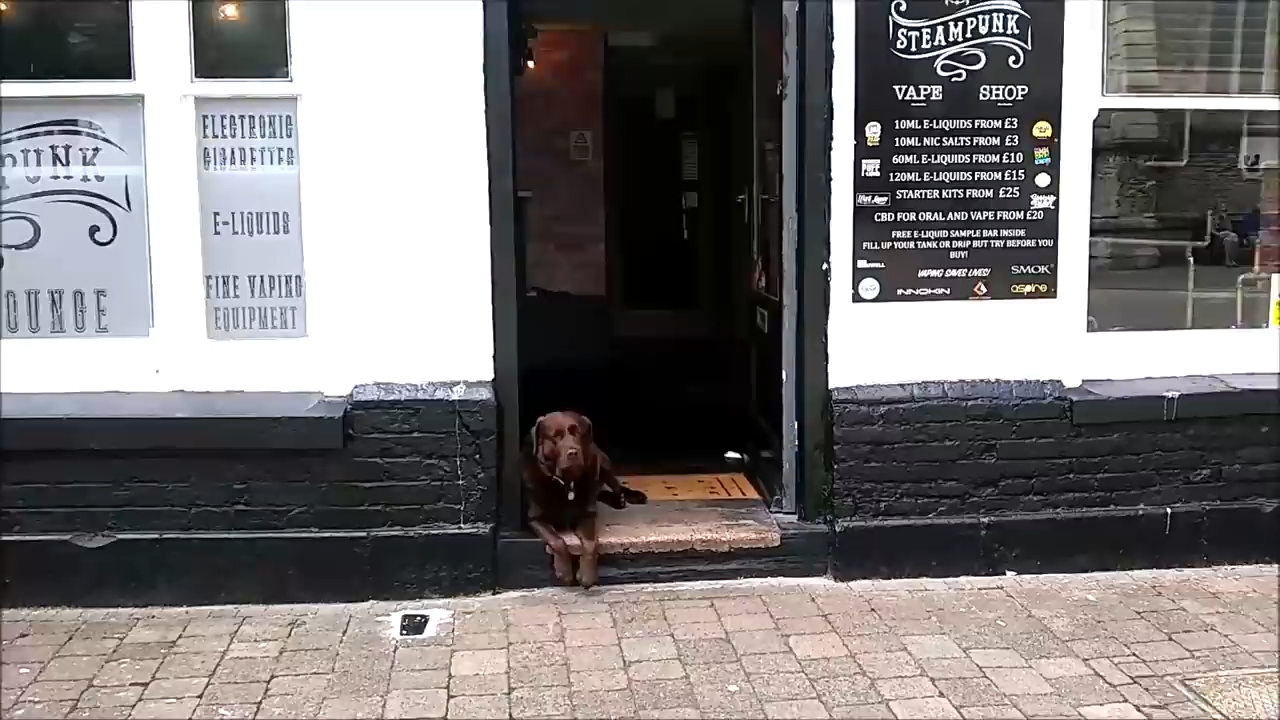 PUNK
OUNGE
ELECTRONIC
CIGARETTES
E-LIQUIDS
FINE VAPING
EQUIPMENT
STEAMPUNK
VAPE SHOP
10ML E-LIQUIDS FROM £3
10ML NIC SALTS FROM £3
60ML E-LIQUIDS FROM £10
120ML E-LIQUIDS FROM £15
STARTER KITS FROM £25
CBD FOR ORAL AND VAPE FROM £20
FREE E-LIQUID SAMPLE BAR INSIDE
FILL UP YOUR TANK OR DRIP BUT TRY BEFORE YOU
BUY!
VAPING SAVES LIVES!
SMOK
INNOKIN
aspire